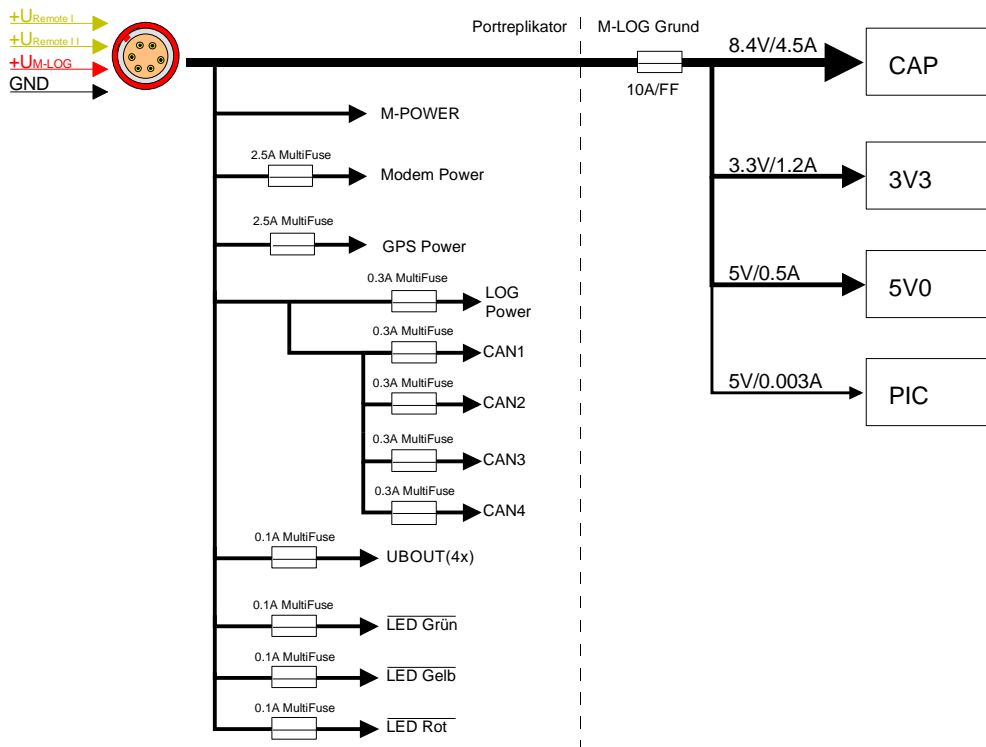 +URemote I
+URemote I I
+UM-LOG
GND
Portreplikator
M-LOG Grund
10A/FF
8.4V/4.5A
CAP
3.3V/1.2A
3V3
5V/0.5A
5V0
5V/0.003A
PIC
M-POWER
2.5A MultiFuse
Modem Power
2.5A MultiFuse
GPS Power
0.3A MultiFuse
LOG
Power
0.3A MultiFuse
CAN1
0.3A MultiFuse
CAN2
0.3A MultiFuse
CAN3
0.3A MultiFuse
CAN4
0.1A MultiFuse
UBOUT(4x)
0.1A MultiFuse
LED Grün
0.1A MultiFuse
LED Gelb
0.1A MultiFuse
LED Rot